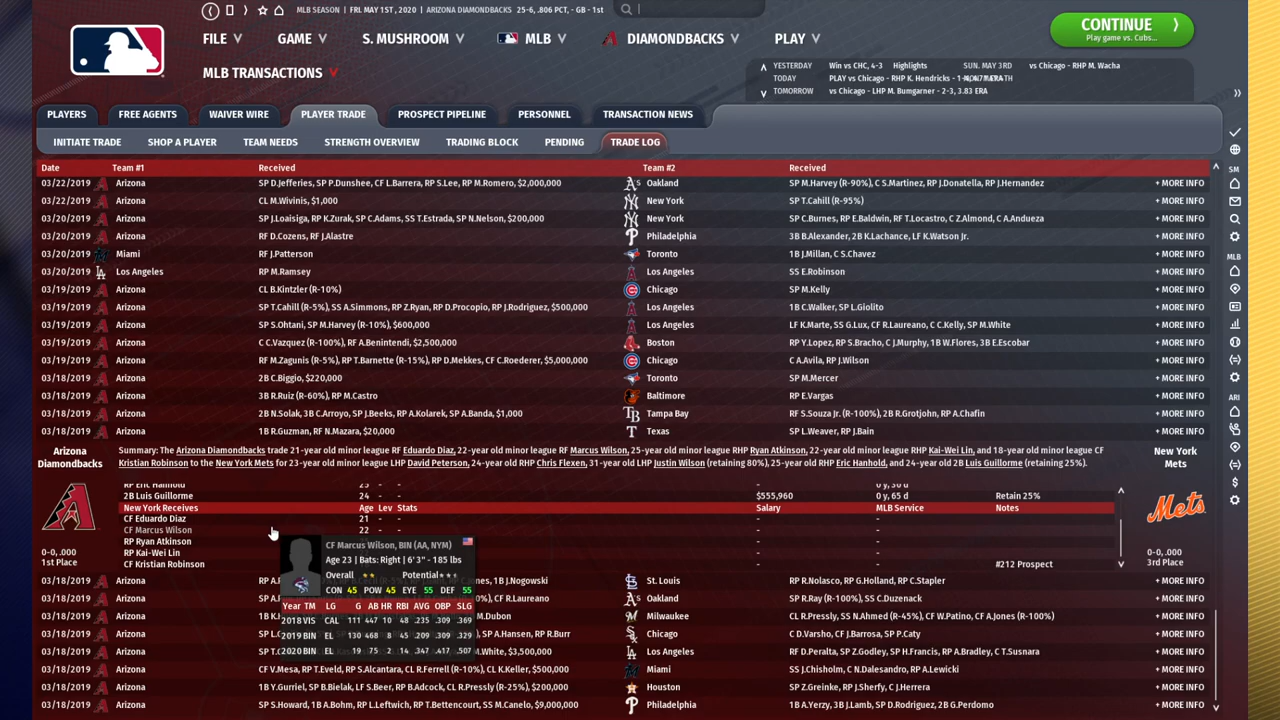 MLB SEASON | FRI. MAY 1ST , 2020 | ARIZONA DIAMONDBACKS 25-6, .806 PCT, - GB - 1st
CONTINUE
Play game vs. Cubs...
FILE GAME S. MUSHROOM MLB DIAMONDBACKS PLAY
MLB TRANSACTIONS
YESTERDAY Win vs CHC, 4-3 Highlights SUN. MAY 3RD vs Chicago - RHP M. Wacha
TODAY PLAY vs Chicago - RHP K. Hendricks
TOMORROW vs Chicago - LHP M. Bumgarner - 2-3, 3.83 ERA
PLAYERS FREE AGENTS WAIVER WIRE PLAYER TRADE PROSPECT PIPELINE PERSONNEL TRANSACTION NEWS
INITIATE TRADE SHOP A PLAYER TEAM NEEDS STRENGTH OVERVIEW TRADING BLOCK PENDING TRADE LOG
Date Team #1 Received Team #2 Received
03/22/2019 Arizona SP D.Jefferies, SP P.Dunshee, CF L.Barrera, RP S.Lee, RP M.Romero, $2,000,000 Oakland SP M.Harvey (R-90%), C S.Martinez, RP J.Donatella, RP J.Hernandez + MORE INFO
03/22/2019 Arizona CL M.Wivinis, $1,000 New York SP T.Cahill (R-95%) + MORE INFO
03/20/2019 Arizona SP J.Loaisiga, RP K.Zurak, SP C.Adams, SS T.Estrada, SP N.Nelson, $200,000 New York SP C.Burnes, RP E.Baldwin, RF T.Locastro, C Z.Almond, C A.Andueza + MORE INFO
03/20/2019 Arizona RF D.Cozens, RF J.Alastre Philadelphia 3B B.Alexander, 2B K.Lachance, LF K.Watson Jr. + MORE INFO
03/20/2019 Miami RF J.Patterson Toronto 1B J.Millan, C S.Chavez + MORE INFO
03/20/2019 Los Angeles RP M.Ramsey Los Angeles SS E.Robinson + MORE INFO
03/19/2019 Arizona CL B.Kintzler (R-10%) Chicago SP M.Kelly + MORE INFO
03/19/2019 Arizona SP T.Cahill (R-5%), SS A.Simmons, RP Z.Ryan, RP D.Procopio, RP J.Rodriguez, $500,000 Los Angeles 1B C.Walker, SP L.Giolito + MORE INFO
03/19/2019 Arizona SP S.Ohtani, SP M.Harvey (R-10%), $600,000 Los Angeles LF K.Marte, SS G.Lux, CF R.Laureano, C C.Kelly, SP M.White + MORE INFO
03/19/2019 Arizona C C.Vazquez (R-100%), RF A.Benintendi, $2,500,000 Boston RP Y.Lopez, RP S.Bracho, C J.Murphy, 1B W.Flores, 3B E.Escobar + MORE INFO
03/19/2019 Arizona RF M.Zagunis (R-5%), RP T.Barnette (R-15%), RP D.Mekkes, CF C.Roederer, $5,000,000 Chicago C A.Avila, RP J.Wilson + MORE INFO
03/18/2019 Arizona 2B C.Biggio, $220,000 Toronto SP M.Mercer + MORE INFO
03/18/2019 Arizona 3B R.Ruiz (R-60%), RP M.Castro Baltimore RP E.Vargas + MORE INFO
03/18/2019 Arizona 2B N.Solak, 3B C.Arroyo, SP J.Beeks, RP A.Kolarek, SP A.Banda, $1,000 Tampa Bay RF S.Souza Jr. (R-100%), 2B R.Grotjohn, RP A.Chafin + MORE INFO
03/18/2019 Arizona 1B R.Guzman, RF N.Mazara, $20,000 Texas SP L.Weaver, RP J.Bain + MORE INFO
Arizona Diamondbacks
Summary: The Arizona Diamondbacks trade 21-year old minor league RF Eduardo Diaz, 22-year old minor league RF Marcus Wilson, 25-year old minor league RHP Ryan Atkinson, 22-year old minor league RHP Kai-Wei Lin, and 18-year old minor league CF
Kristian Robinson to the New York Mets for 23-year old minor league LHP David Peterson, 24-year old RHP Chris Flexen, 31-year old LHP Justin Wilson (retaining 80%), 25-year old RHP Eric Hanhold, and 24-year old 2B Luis Guillorme (retaining 25%).
New York Mets
RP Eric Hanhold 25 - - 0 y, 30 d
2B Luis Guillorme 24 - - $555,960 0 y, 65 d Retain 25%
New York Receives Age Lev Stats Salary MLB Service Notes
CF Eduardo Diaz 21 - - - -
CF Marcus Wilson 22 - - - -
RP Ryan Atkinson - -
RP Kai-Wei Lin - -
CF Kristian Robinson - - #212 Prospect
0-0, .000
1st Place
0-0, .000
3rd Place
CF Marcus Wilson, BIN (AA, NYM)
Age 23 | Bats: Right | 6' 3" - 185 lbs
Overall Potential
CON 45 POW 45 EYE 55 DEF 55
Year TM LG G AB HR RBI AVG OBP SLG
2018 VIS CAL 111 447 10 48 .235 .309 .369
2019 BIN EL 130 468 8 45 .209 .309 .329
2020 BIN EL 19 75 2 14 .347 .417 .507
03/18/2019 Arizona 1B J.Nogowski St. Louis RP R.Nolasco, RP G.Holland, RP C.Stapler + MORE INFO
03/18/2019 Arizona CF R.Laureano Oakland SP R.Ray (R-100%), SS C.Duzenack + MORE INFO
03/18/2019 Arizona M.Dubon Milwaukee CL R.Pressly, SS N.Ahmed (R-45%), CF W.Patino, CF A.Jones (R-100%) + MORE INFO
03/18/2019 Arizona SP A.Hansen, RP R.Burr Chicago C D.Varsho, CF J.Barrosa, SP P.Caty + MORE INFO
03/18/2019 Arizona M.White, $3,500,000 Los Angeles RF D.Peralta, SP Z.Godley, SP H.Francis, RP A.Bradley, C T.Susnara + MORE INFO
03/18/2019 Arizona CF V.Mesa, RP T.Eveld, RP S.Alcantara, CL R.Ferrell (R-10%), CL K.Keller, $500,000 Miami SS J.Chisholm, C N.Dalesandro, RP A.Lewicki + MORE INFO
03/18/2019 Arizona 1B Y.Gurriel, SP B.Bielak, LF S.Beer, RP B.Adcock, CL R.Pressly (R-25%), $200,000 Houston SP Z.Greinke, RP J.Sherfy, C J.Herrera + MORE INFO
03/18/2019 Arizona SP S.Howard, 1B A.Bohm, RP L.Leftwich, RP T.Bettencourt, SS M.Canelo, $9,000,000 Philadelphia 1B A.Yerzy, 3B J.Lamb, SP D.Rodriguez, 2B G.Perdomo + MORE INFO
SM
MLB
ARI
Mets